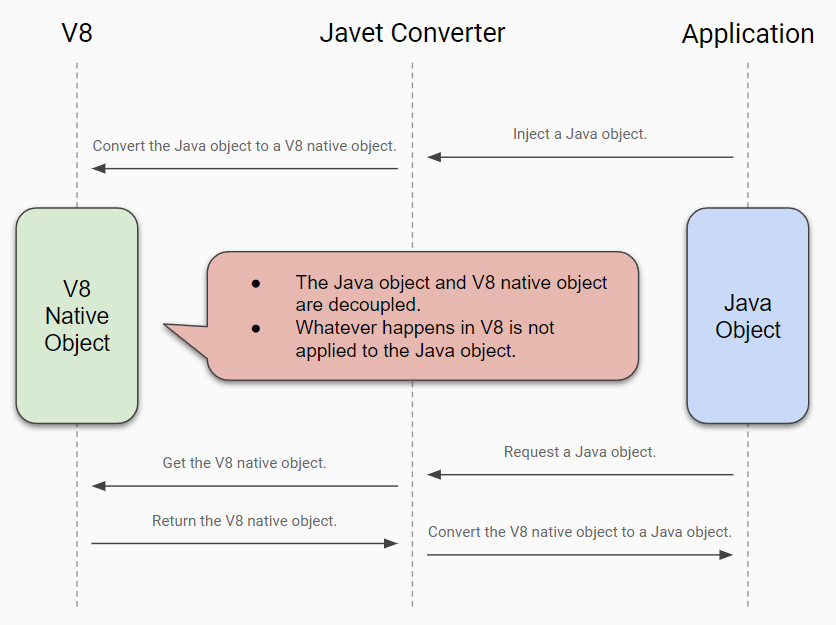 V8
Javet Converter
Application
Inject a Java object.
Convert the Java object to a V8 native object.
V8
Native
Object
● The Java object and V8 native object
are decoupled.
● Whatever happens in V8 is not
applied to the Java object.
Java
Object
Request a Java object.
Get the V8 native object.
Return the V8 native object.
Convert the V8 native object to a Java object.